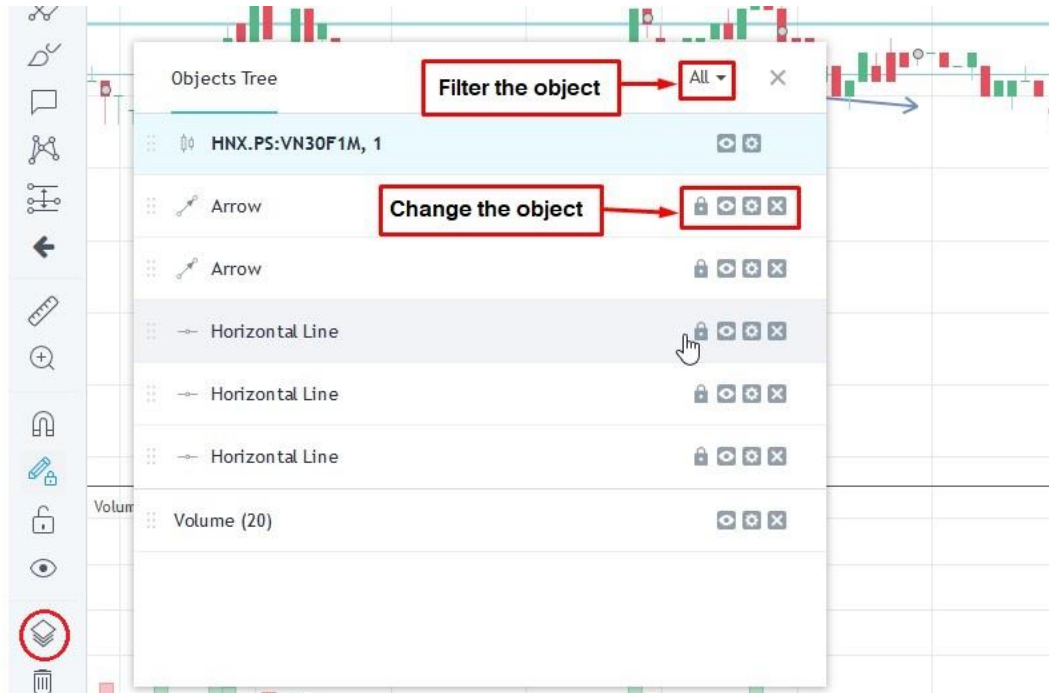 Objects Tree
Filter the object
All
HNX.PS:VN30F1M, 1
Arrow
Change the object
Arrow
Horizontal Line
Horizontal Line
Horizontal Line
Volum
Volume (20)